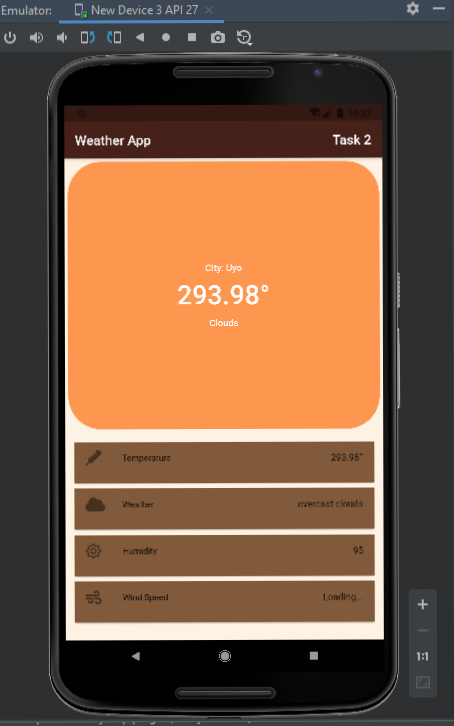 Emulator: New Device 3 API 27
Weather App Task 2
City: Uyo
293.98°
Clouds
Temperature 293.98°
Weather overcast clouds
Humidity 95
Wind Speed Loading...
1:1